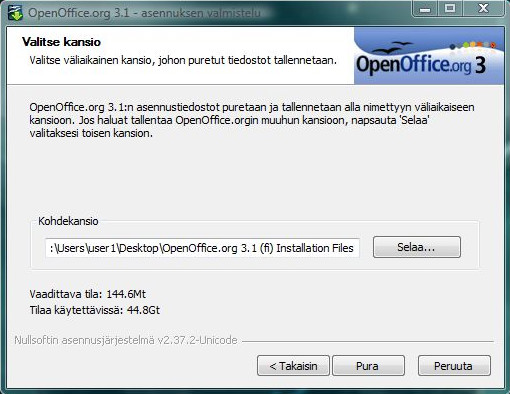 OpenOffice.org 3.1 - asennuksen valmistelu
Valitse kansio
Valitse väliaikainen kansio, johon puretut tiedostot tallennetaan.
OpenOffice.org 3
OpenOffice.org 3.1:n asennustiedostot puretaan ja tallennetaan alla nimettyyn väliaikaiseen
kansioon. Jos haluat tallentaa OpenOffice.orgin muuhun kansioon, napsauta 'Selaa'
valitaksesi toisen kansion.
Kohdekansio
:\Users\user1\Desktop\OpenOffice.org 3.1 (fi) Installation Files
Selaa...
Vaadittava tila: 144.6Mt
Tilaa käytettävissä: 44.8Gt
Nullsoftin asennusjärjestelmä v2.37.2-Unicode
< Takaisin Pura Peruuta